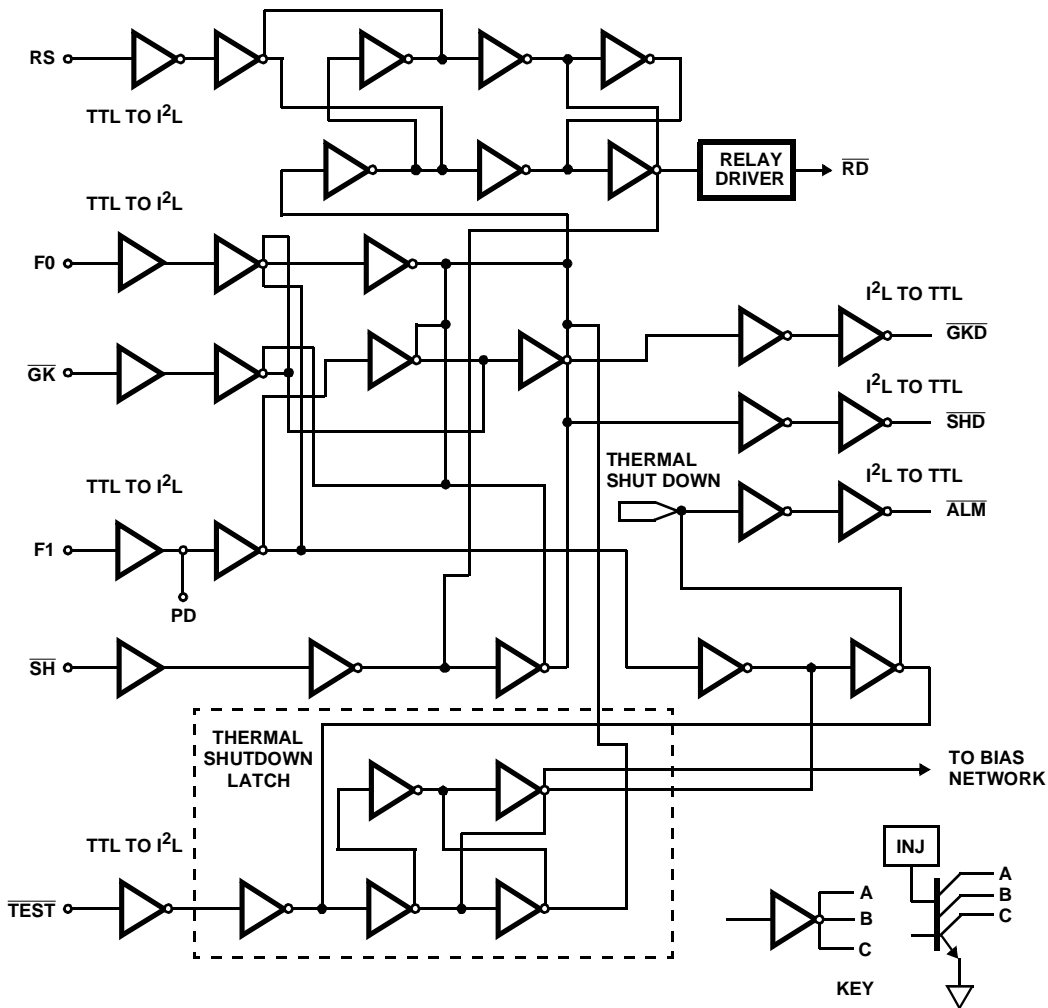 RS
TTL TO I²L
RELAY
DRIVER
RD
TTL TO I²L
F0
I²L TO TTL
GKD
GK
I²L TO TTL
SHD
THERMAL
SHUT DOWN
TTL TO I²L
I²L TO TTL
ALM
F1
PD
SH
THERMAL
SHUTDOWN
LATCH
TO BIAS
NETWORK
TTL TO I²L
INJ
A
B
C
A
B
C
TEST
KEY